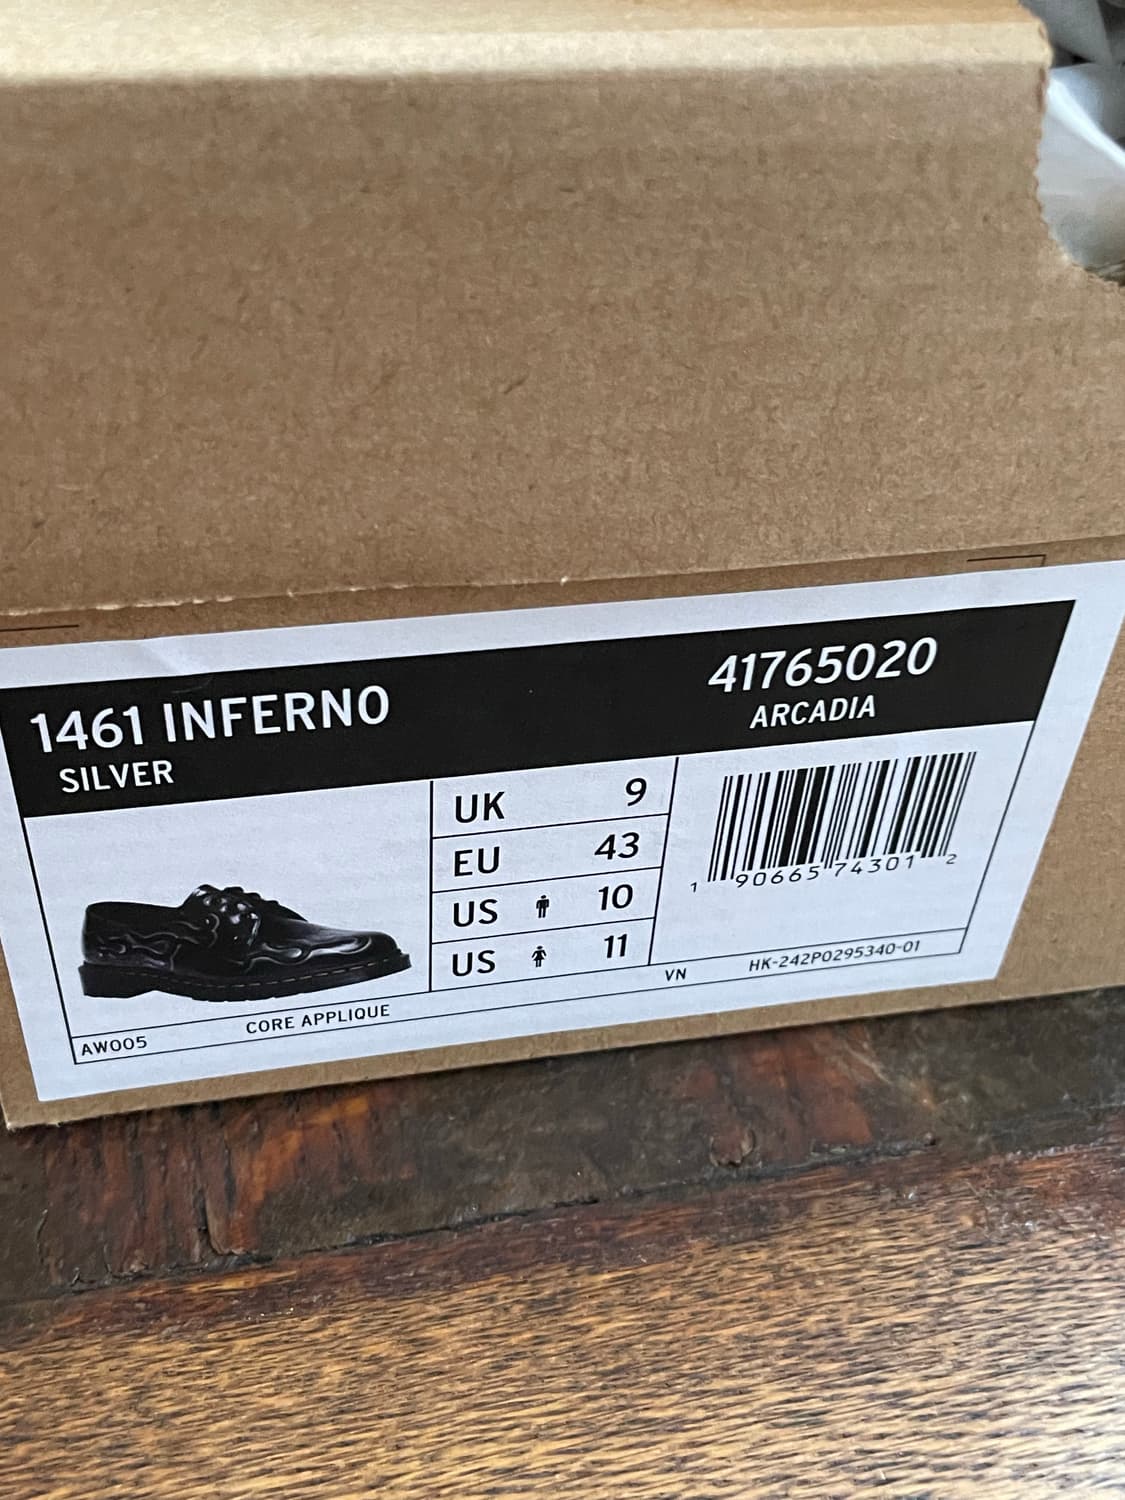 1461 INFERNO
SILVER
41765020
ARCADIA
UK 9
EU 43
US 10
US 11
1 90665 74301 2
AW005
CORE APPLIQUE
VN
HK-242P0295340-01